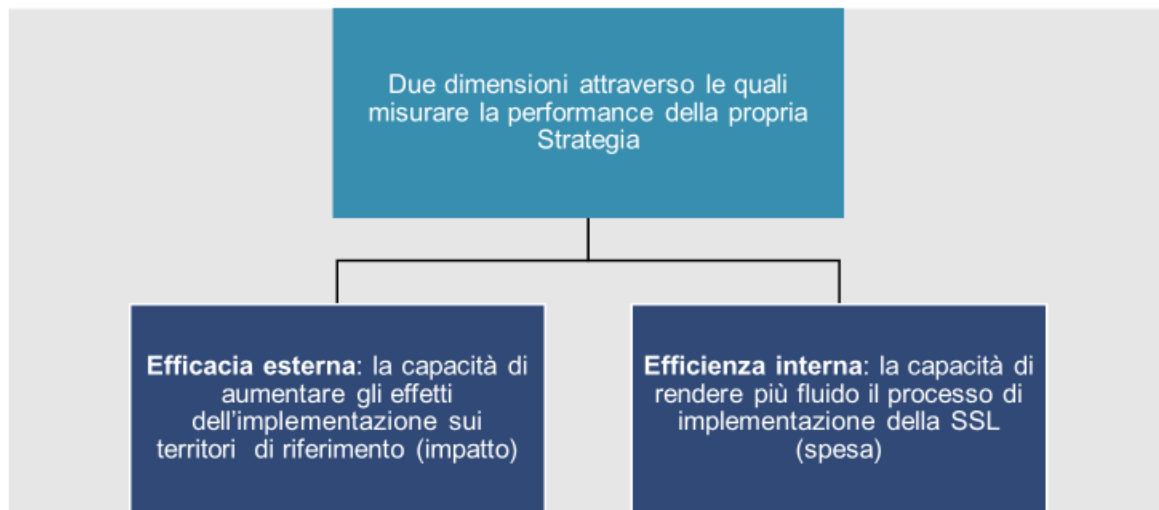 Due dimensioni attraverso le quali
misurare la performance della propria
Strategia
Efficacia esterna: la capacità di
aumentare gli effetti
dell'implementazione sui
territori di riferimento (impatto)
Efficienza interna: la capacità di
rendere più fluido il processo di
implementazione della SSL
(spesa)